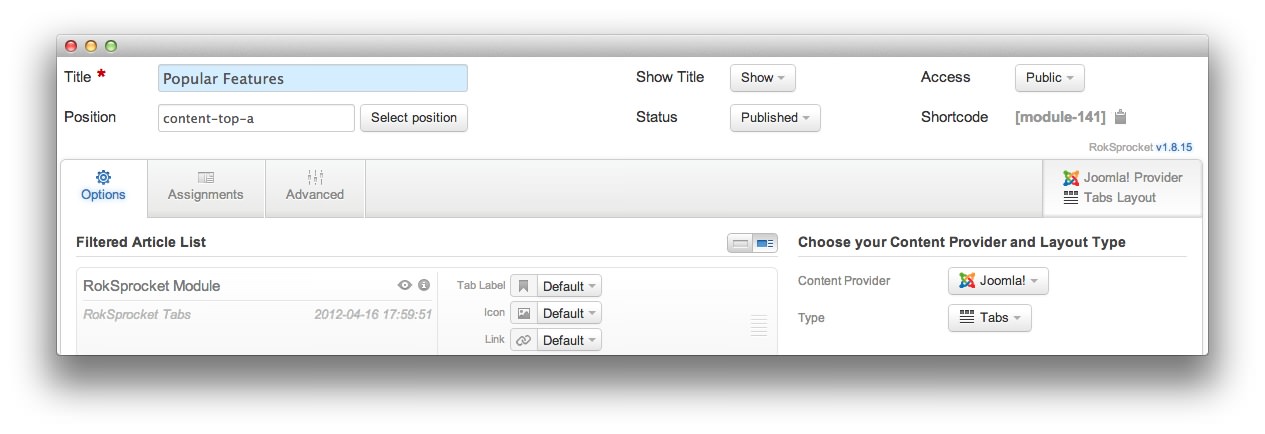 Title * Popular Features Show Title Show Access Public
Position content-top-a Select position Status Published Shortcode [module-141]
RokSprocket v1.8.15
Options Assignments Advanced Joomla! Provider
Tabs Layout
Filtered Article List Choose your Content Provider and Layout Type
RokSprocket Module Tab Label Default Content Provider Joomla!
RokSprocket Tabs 2012-04-16 17:59:51 Icon Default Type Tabs
Link Default